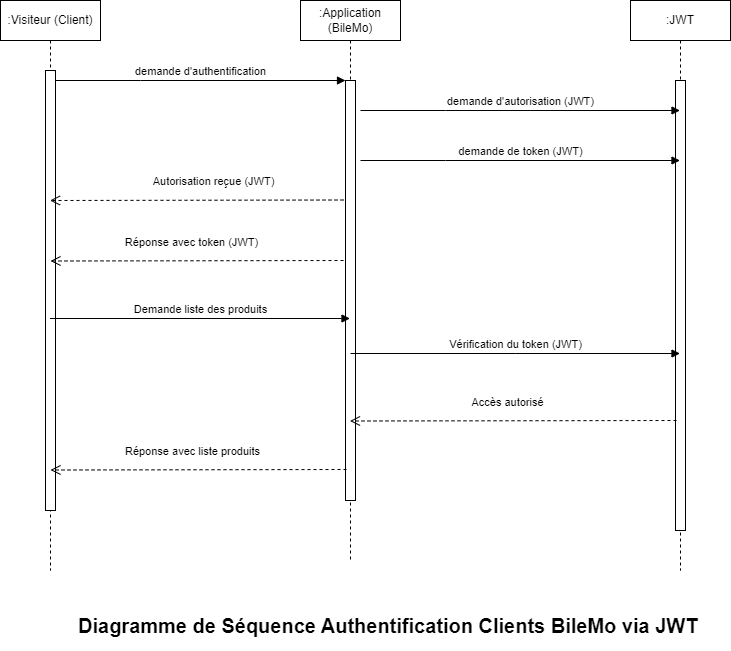 :Visiteur (Client)
:Application
(BileMo)
:JWT
demande d'authentification
demande d'autorisation (JWT)
demande de token (JWT)
Autorisation reçue (JWT)
Réponse avec token (JWT)
Demande liste des produits
Vérification du token (JWT)
Accès autorisé
Réponse avec liste produits
Diagramme de Séquence Authentification Clients BileMo via JWT